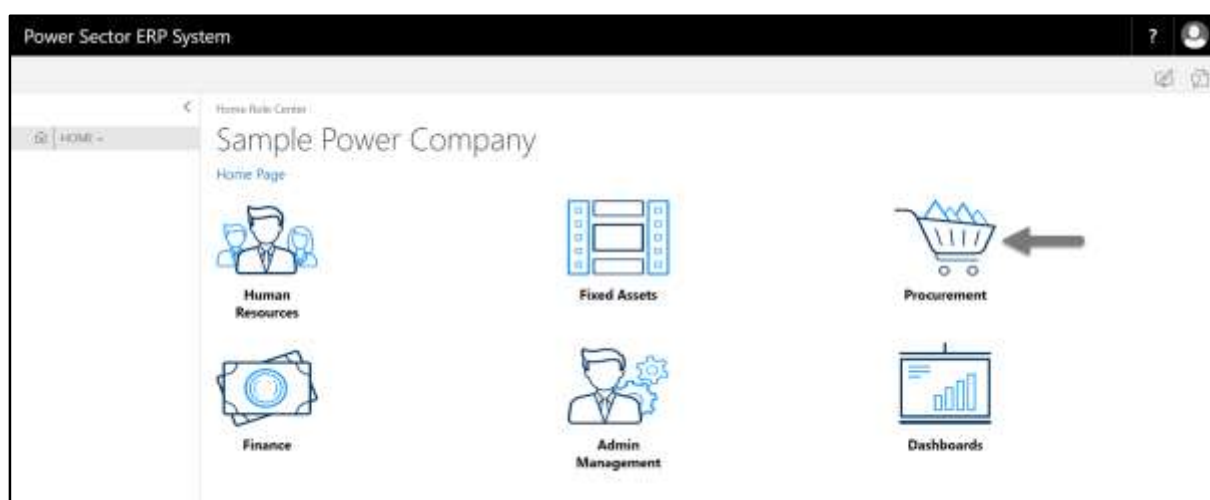 Power Sector ERP System
?
Home Role Center
HOME
Sample Power Company
Home Page
Human
Resources
Fixed Assets
Procurement
Finance
Admin
Management
Dashboards